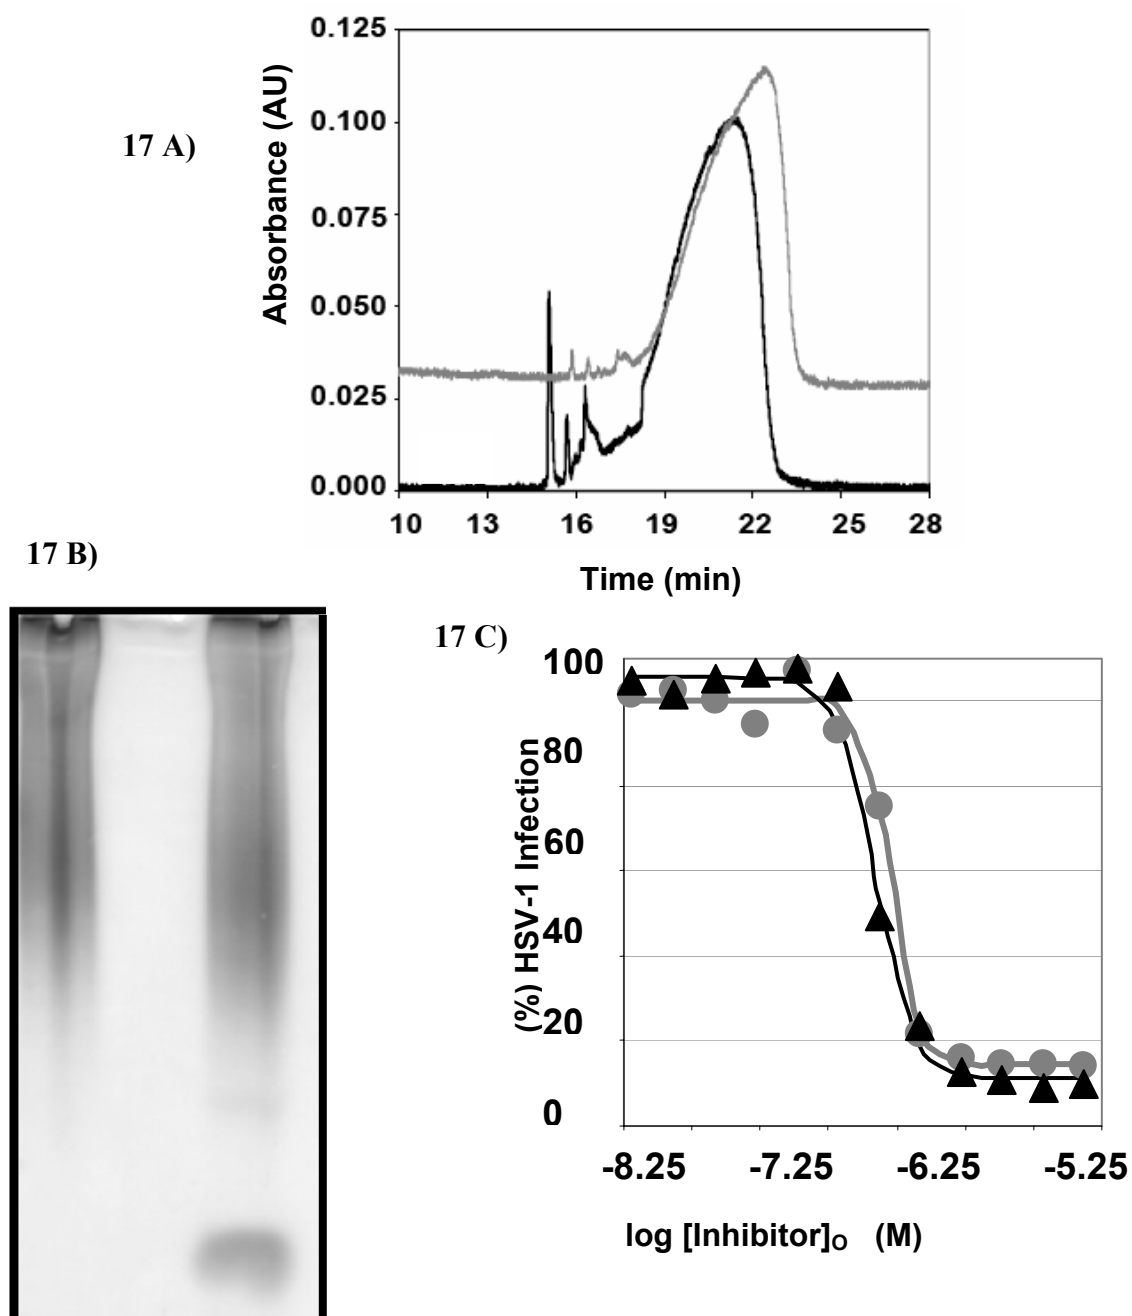 17 A)
Absorbance (AU)
0.125
0.100
0.075
0.050
0.025
0.000
10 13 16 19 22 25 28
Time (min)
17 B)
17 C)
(%) HSV-1 Infection
100
80
60
40
20
0
-8.25 -7.25 -6.25 -5.25
log [Inhibitor]O (M)